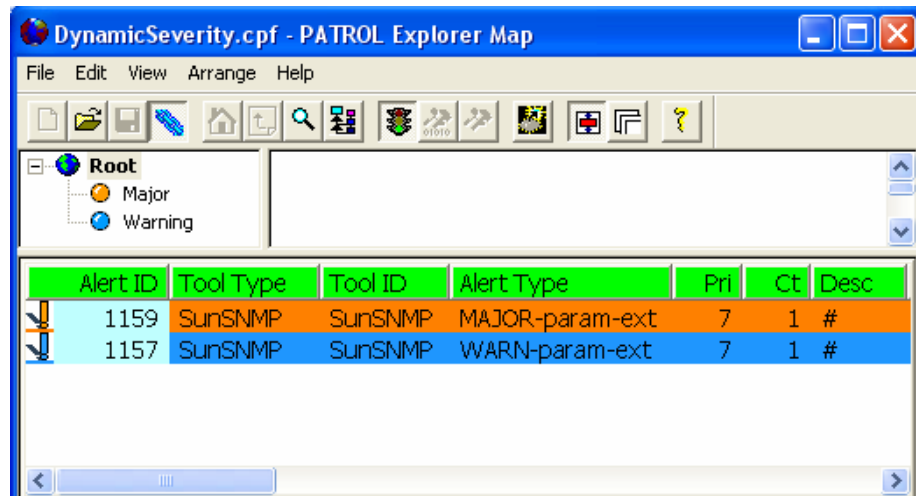 DynamicSeverity.cpf - PATROL Explorer Map
File Edit View Arrange Help
Root
Major
Warning
Alert ID Tool Type Tool ID Alert Type Pri Ct Desc
1159 SunSNMP SunSNMP MAJOR-param-ext 7 1 #
1157 SunSNMP SunSNMP WARN-param-ext 7 1 #